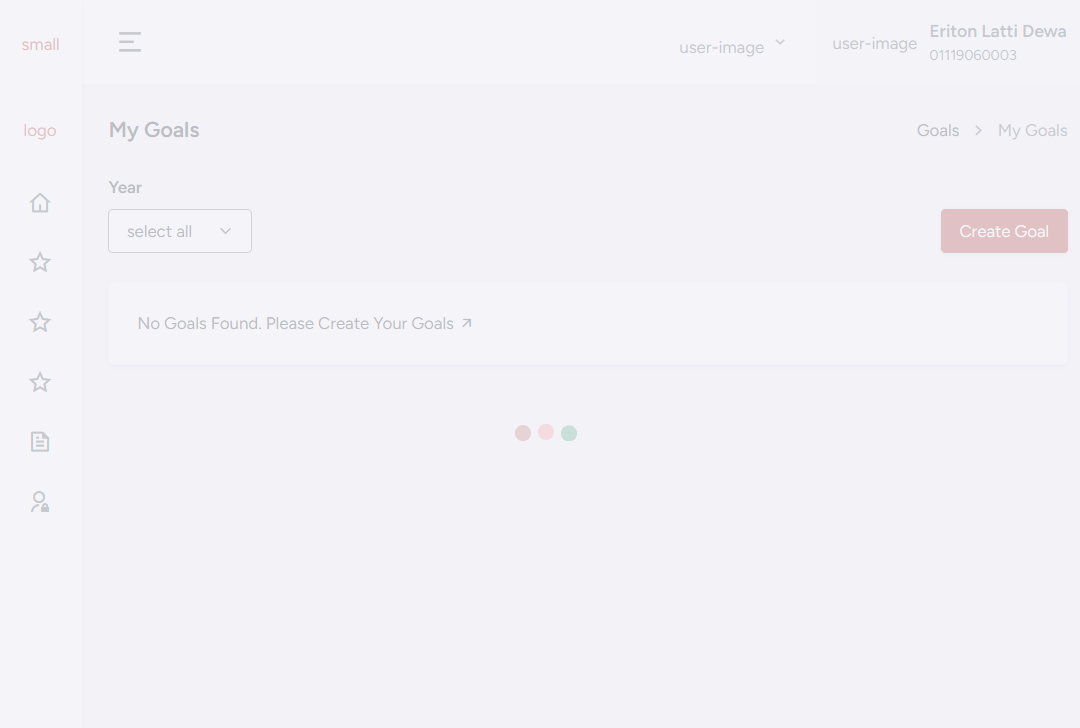 small
user-image
user-image
Eriton Latti Dewa
01119060003
logo
My Goals
Goals
My Goals
Year
select all
Create Goal
No Goals Found. Please Create Your Goals